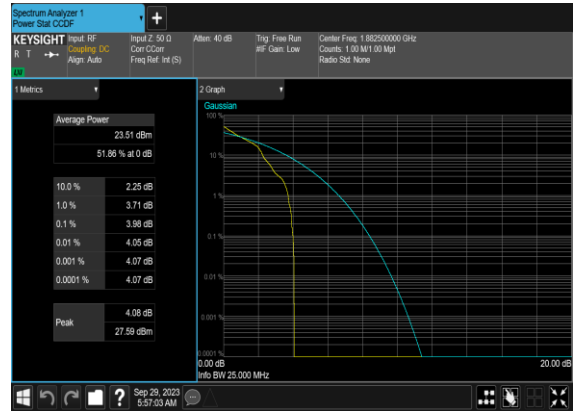 Spectrum Analyzer 1
Power Stat CCDF
+
KEYSIGHT
R T
LXI
Input: RF
Coupling: DC
Align: Auto
Input Z: 50 Ω
Corr CCorr
Freq Ref: Int (S)
Atten: 40 dB
Trig: Free Run
#IF Gain: Low
Center Freq: 1.882500000 GHz
Counts: 1.00 M/1.00 Mpt
Radio Std: None
1 Metrics
Average Power
23.51 dBm
51.86 % at 0 dB
10.0 % 2.25 dB
1.0 % 3.71 dB
0.1 % 3.98 dB
0.01 % 4.05 dB
0.001 % 4.07 dB
0.0001 % 4.07 dB
Peak
4.08 dB
27.59 dBm
2 Graph
Gaussian
100 %
10 %
1 %
0.1 %
0.01 %
0.001 %
0.0001 %
0.00 dB 20.00 dB
Info BW 25.000 MHz
?
Sep 29, 2023
5:57:03 AM